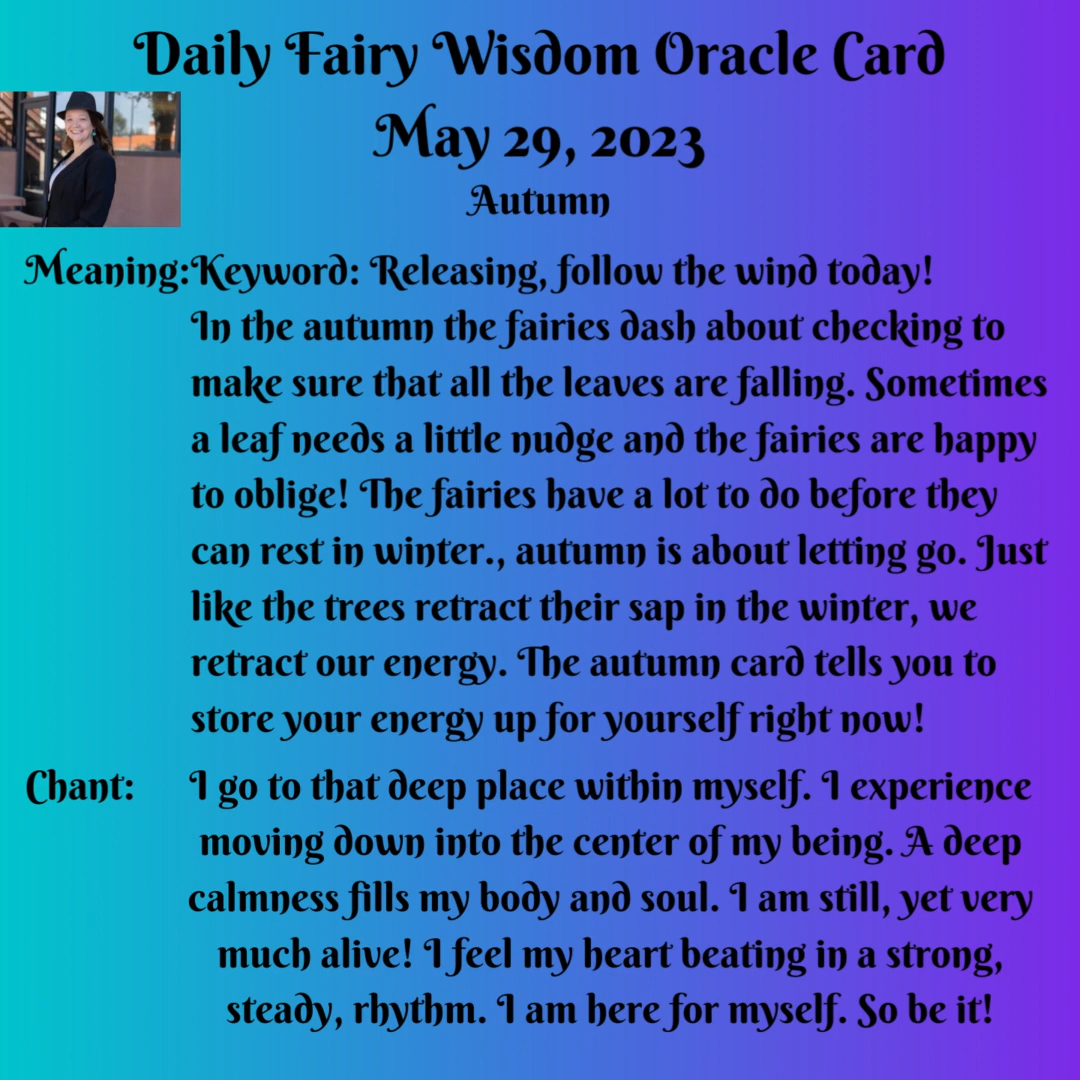 Daily Fairy Wisdom Oracle Card
May 29, 2023
Autumn
Meaning:Keyword: Releasing, follow the wind today!
In the autumn the fairies dash about checking to
make sure that all the leaves are falling. Sometimes
a leaf needs a little nudge and the fairies are happy
to oblige! The fairies have a lot to do before they
can rest in winter., autumn is about letting go. Just
like the trees retract their sap in the winter, we
retract our energy. The autumn card tells you to
store your energy up for yourself right now!
Chant: I go to that deep place within myself. I experience
moving down into the center of my being. A deep
calmness fills my body and soul. I am still, yet very
much alive! I feel my heart beating in a strong,
steady, rhythm. I am here for myself. So be it!